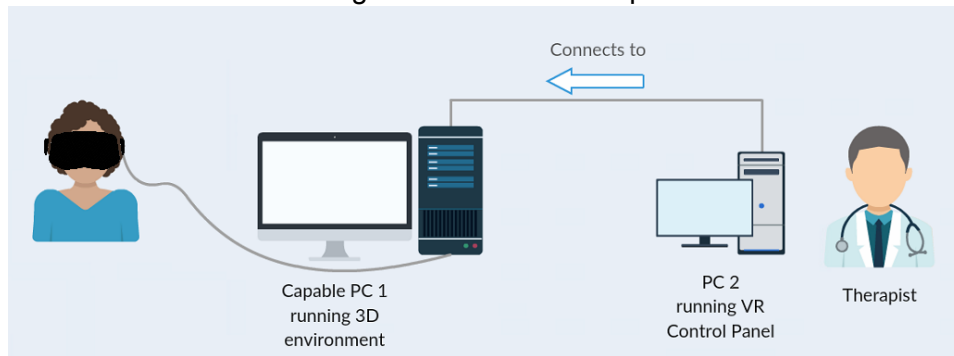 Connects to
Capable PC 1
running 3D
environment
PC 2
running VR
Control Panel
Therapist